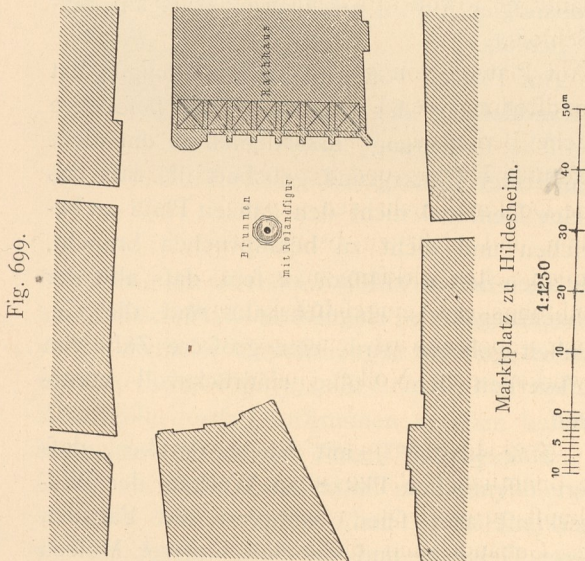 Fig. 699.
Rathhaus
Brunnen
mit Rolandfigur
Marktplatz zu Hildesheim.
1:1250
10 5 0 10 20 30 40 50m